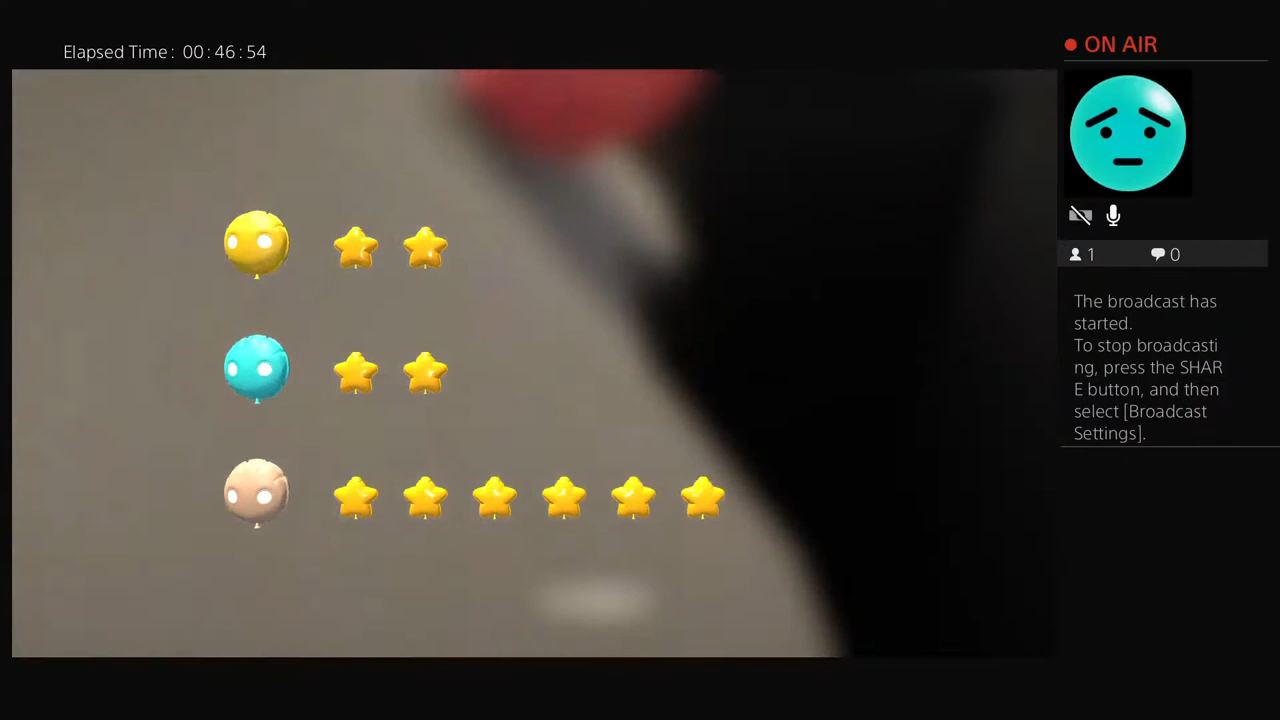 Elapsed Time: 00:46:54
ON AIR
1 0
The broadcast has
started.
To stop broadcasti
ng, press the SHAR
E button, and then
select [Broadcast
Settings].